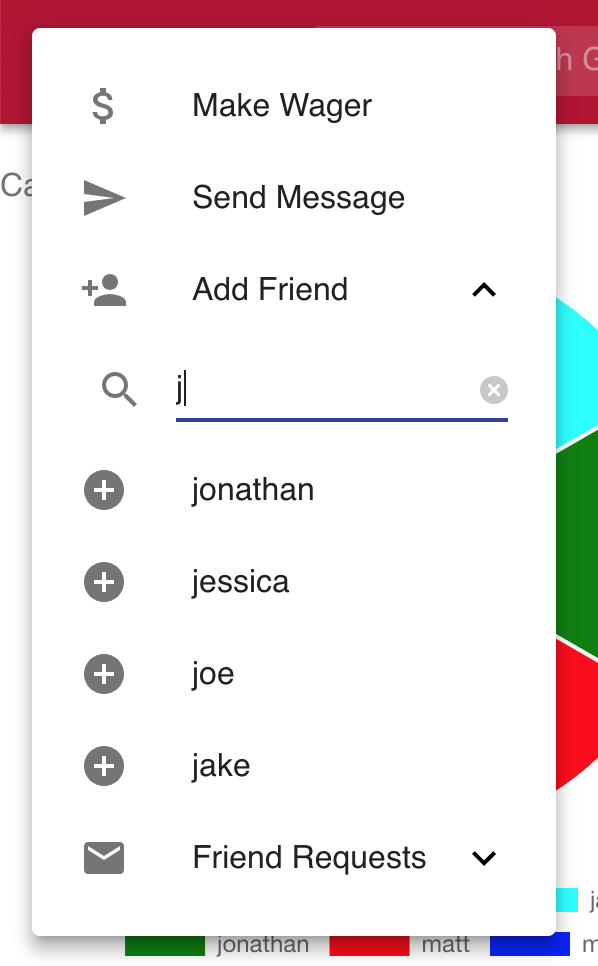 h G
Make Wager
Ca
Send Message
Add Friend
j
jonathan
jessica
joe
jake
Friend Requests
ja
jonathan matt m